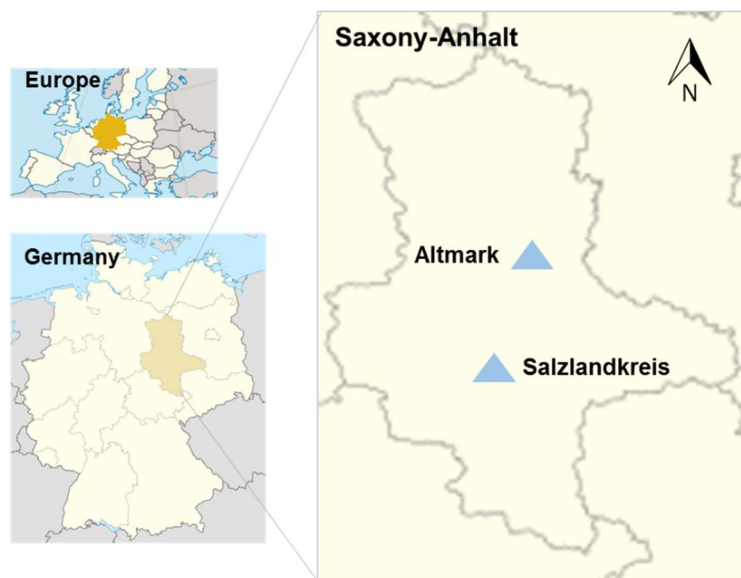 Europe
Germany
Saxony-Anhalt
N
Altmark
Salzlandkreis